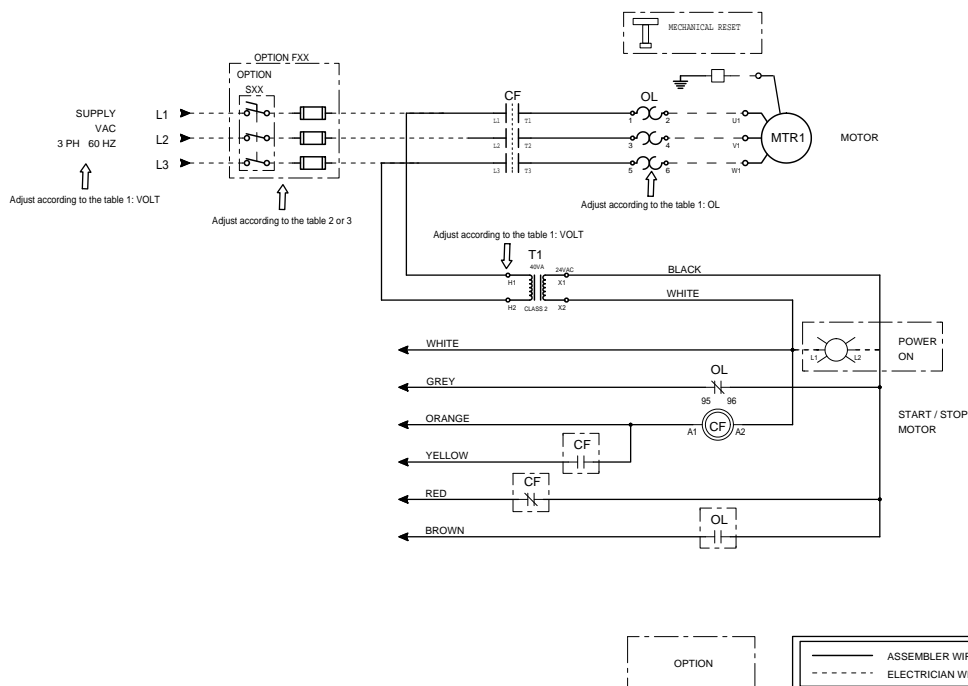 MECHANICAL RESET
OPTION FXX
OPTION
SXX
SUPPLY
VAC
3 PH 60 HZ
L1
L2
L3
CF
L1
T1
L2
T2
L3
T3
OL
1
2
3
4
5
6
U1
V1
W1
MTR1
MOTOR
Adjust according to the table 1: VOLT
Adjust according to the table 2 or 3
Adjust according to the table 1: OL
Adjust according to the table 1: VOLT
T1
40VA
24VAC
H1
X1
H2
CLASS 2
X2
BLACK
WHITE
WHITE
L1
L2
POWER
ON
GREY
OL
95
96
ORANGE
A1
CF
A2
START / STOP
MOTOR
YELLOW
CF
RED
CF
BROWN
OL
OPTION
ASSEMBLER WIR
ELECTRICIAN WI